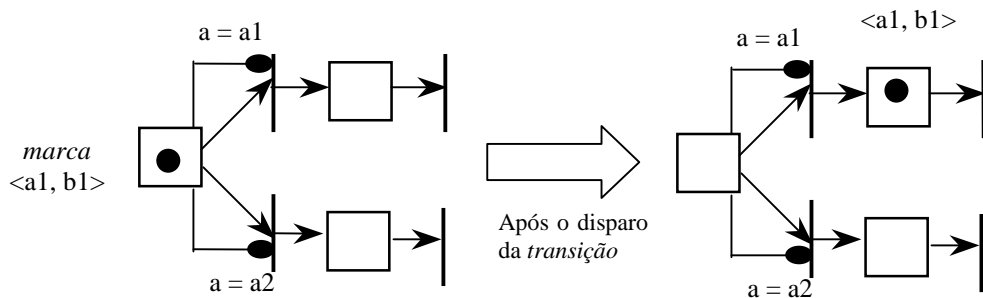 a = a1
marca
<a1, b1>
a = a2
Após o disparo
da transição
<a1, b1>
a = a1
a = a2